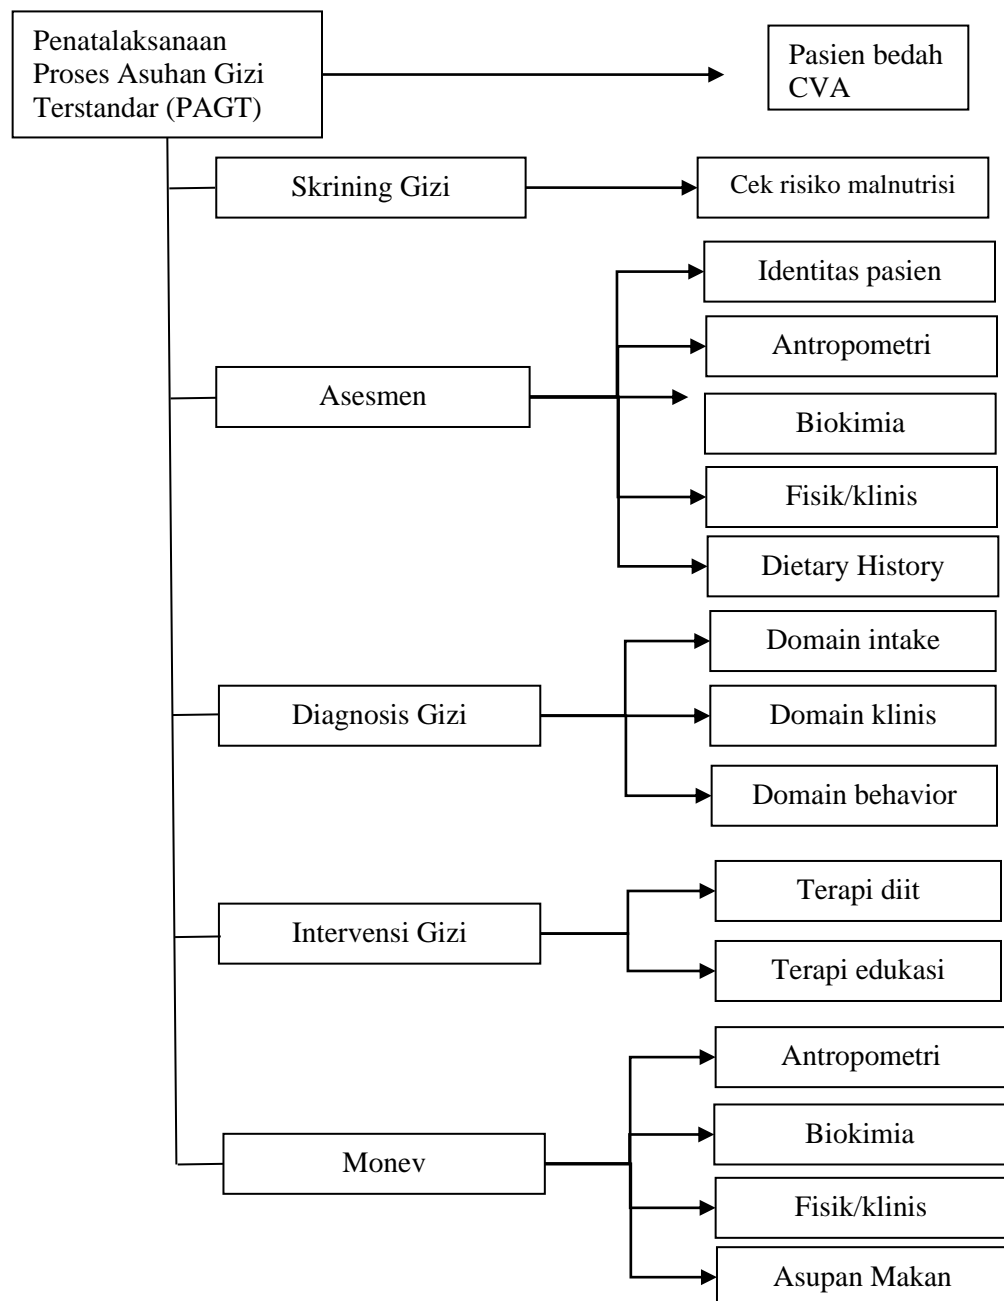 Penatalaksanaan
Proses Asuhan Gizi
Terstandar (PAGT)
Pasien bedah
CVA
Skrining Gizi
Cek risiko malnutrisi
Asesmen
Identitas pasien
Antropometri
Biokimia
Fisik/klinis
Dietary History
Diagnosis Gizi
Domain intake
Domain klinis
Domain behavior
Intervensi Gizi
Terapi diit
Terapi edukasi
Monev
Antropometri
Biokimia
Fisik/klinis
Asupan Makan